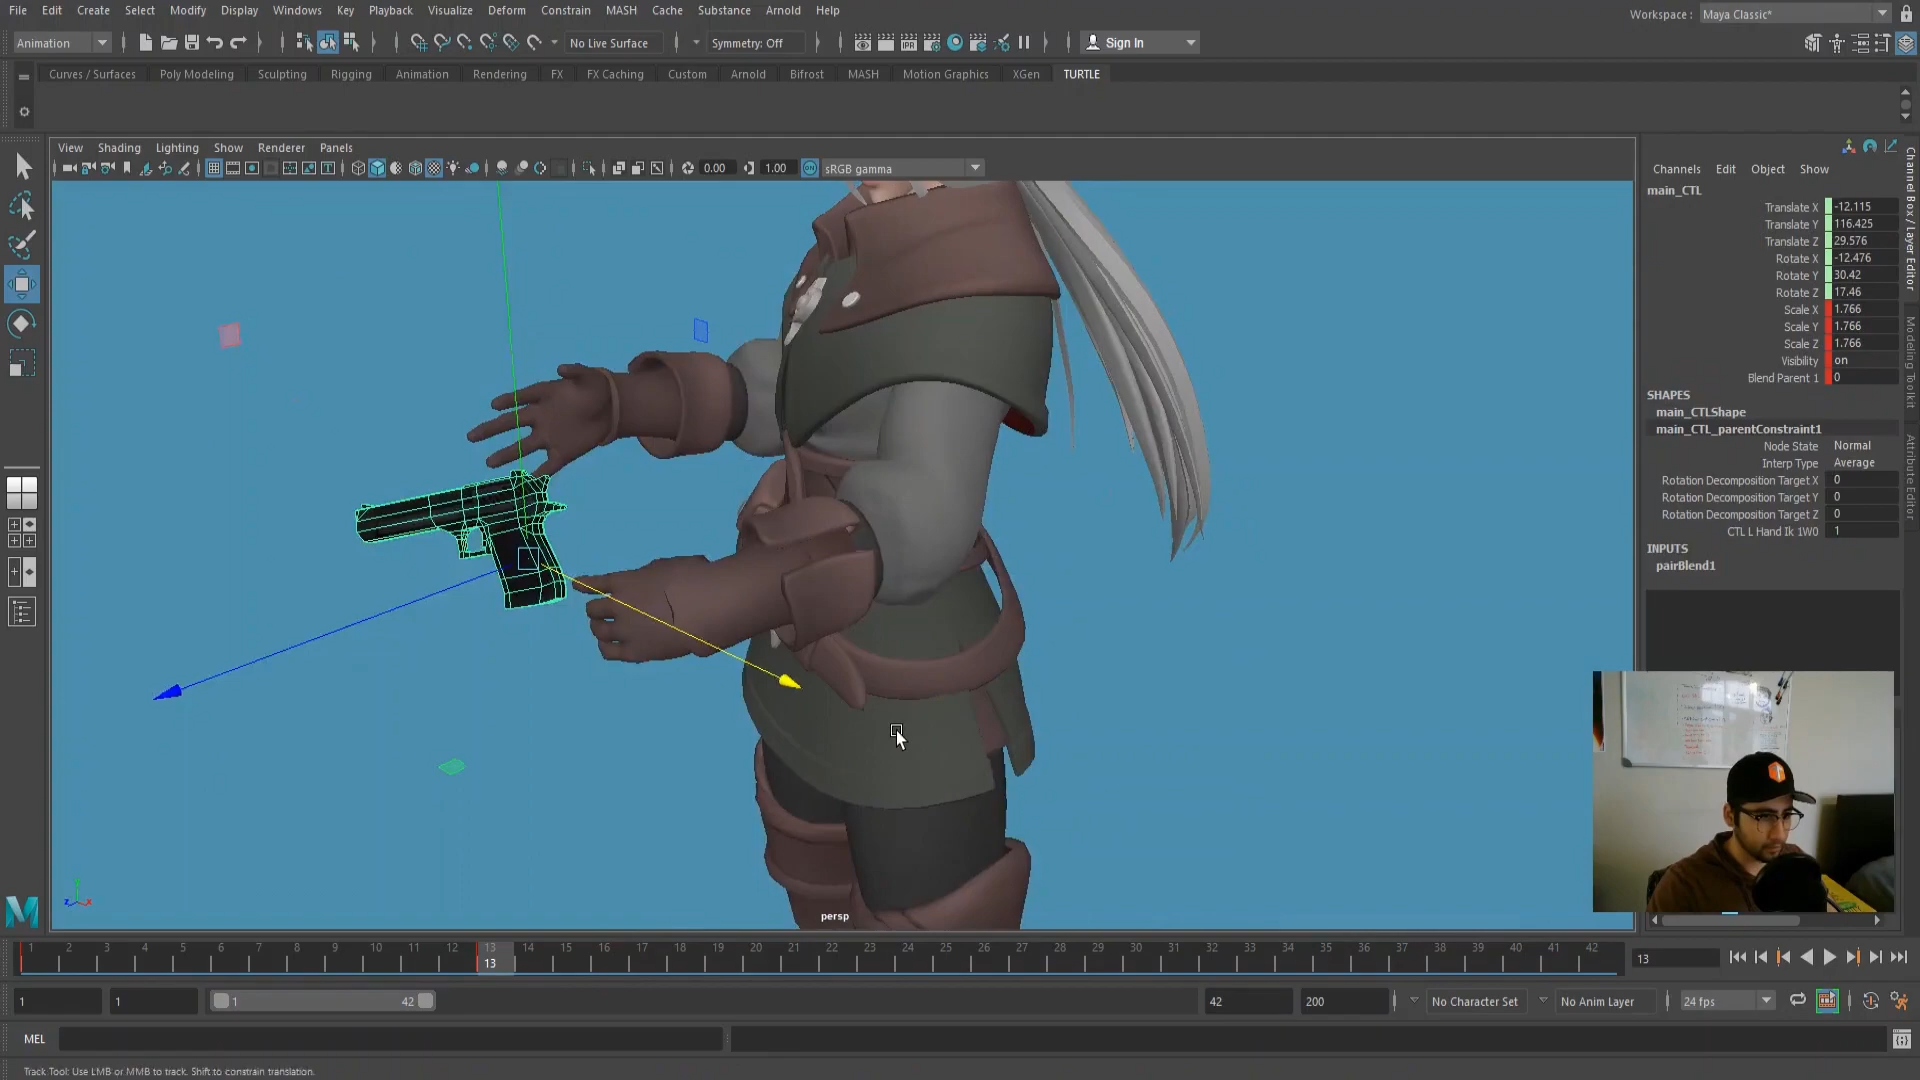 File Edit Create Select Modify Display Windows Key Playback Visualize Deform Constrain MASH Cache Substance Arnold Help
Workspace : Maya Classic*
Animation No Live Surface Symmetry: Off Sign In
Curves / Surfaces Poly Modeling Sculpting Rigging Animation Rendering FX FX Caching Custom Arnold Bifrost MASH Motion Graphics XGen TURTLE
View Shading Lighting Show Renderer Panels
0.00 1.00 sRGB gamma
Channels Edit Object Show
main_CTL
Translate X -12.115
Translate Y 116.425
Translate Z 29.576
Rotate X -12.476
Rotate Y 30.42
Rotate Z 17.46
Scale X 1.766
Scale Y 1.766
Scale Z 1.766
Visibility on
Blend Parent 1 0
SHAPES
main_CTLShape
main_CTL_parentConstraint1
Node State Normal
Interp Type Average
Rotation Decomposition Target X 0
Rotation Decomposition Target Y 0
Rotation Decomposition Target Z 0
CTL L Hand Ik 1W0 1
INPUTS
pairBlend1
Channel Box / Layer Editor
Modeling Toolkit
Attribute Editor
persp
1 2 3 4 5 6 7 8 9 10 11 12 13 14 15 16 17 18 19 20 21 22 23 24 25 26 27 28 29 30 31 32 33 34 35 36 37 38 39 40 41 42
13 13
1 1 1 42 42 200 No Character Set No Anim Layer 24 fps
MEL
Track Tool: Use LMB or MMB to track. Shift to constrain translation.